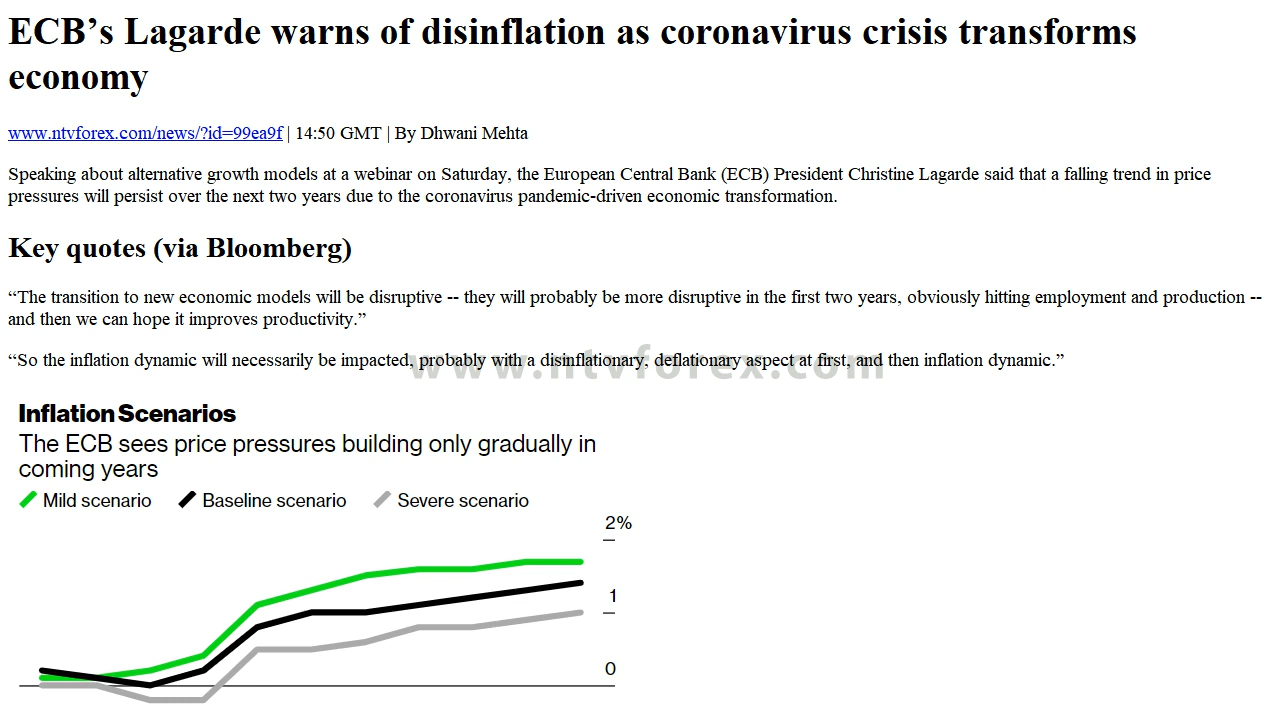 ECB’s Lagarde warns of disinflation as coronavirus crisis transforms
economy
www.ntvforex.com/news/?id=99ea9f | 14:50 GMT | By Dhwani Mehta
Speaking about alternative growth models at a webinar on Saturday, the European Central Bank (ECB) President Christine Lagarde said that a falling trend in price
pressures will persist over the next two years due to the coronavirus pandemic-driven economic transformation.
Key quotes (via Bloomberg)
“The transition to new economic models will be disruptive -- they will probably be more disruptive in the first two years, obviously hitting employment and production --
and then we can hope it improves productivity.”
“So the inflation dynamic will necessarily be impacted, probably with a disinflationary, deflationary aspect at first, and then inflation dynamic.”
www.ntvforex.com
Inflation Scenarios
The ECB sees price pressures building only gradually in
coming years
Mild scenario Baseline scenario Severe scenario
2%
1
0